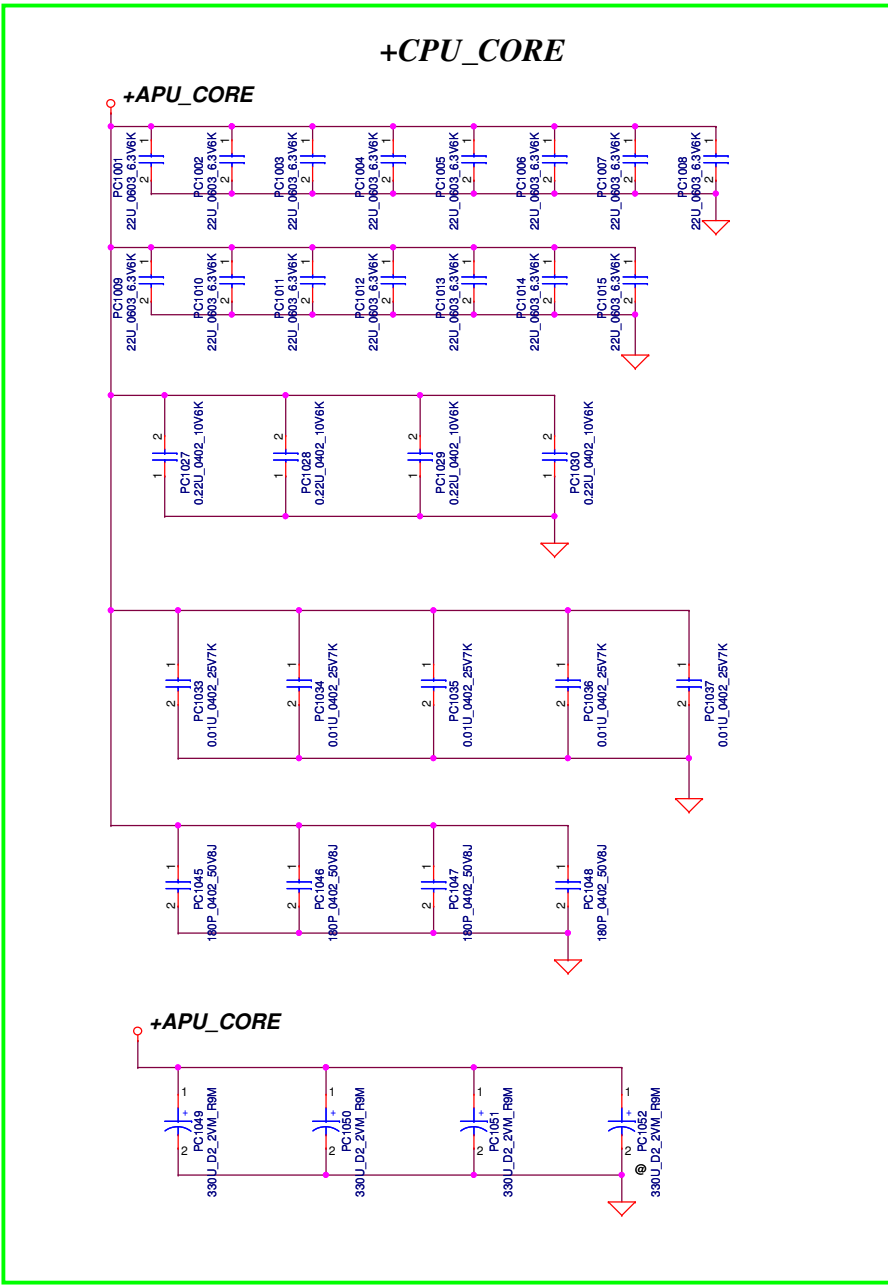 +CPU_CORE
+APU_CORE
1
2
PC1001
22U_0603_6.3V6K
1
2
PC1002
22U_0603_6.3V6K
1
2
PC1003
22U_0603_6.3V6K
1
2
PC1004
22U_0603_6.3V6K
1
2
PC1005
22U_0603_6.3V6K
1
2
PC1006
22U_0603_6.3V6K
1
2
PC1007
22U_0603_6.3V6K
1
2
PC1008
22U_0603_6.3V6K
1
2
PC1009
22U_0603_6.3V6K
1
2
PC1010
22U_0603_6.3V6K
1
2
PC1011
22U_0603_6.3V6K
1
2
PC1012
22U_0603_6.3V6K
1
2
PC1013
22U_0603_6.3V6K
1
2
PC1014
22U_0603_6.3V6K
1
2
PC1015
22U_0603_6.3V6K
2
1
PC1027
0.22U_0402_10V6K
2
1
PC1028
0.22U_0402_10V6K
2
1
PC1029
0.22U_0402_10V6K
2
1
PC1030
0.22U_0402_10V6K
1
2
PC1033
0.01U_0402_25V7K
1
2
PC1034
0.01U_0402_25V7K
1
2
PC1035
0.01U_0402_25V7K
1
2
PC1036
0.01U_0402_25V7K
1
2
PC1037
0.01U_0402_25V7K
1
2
PC1045
180P_0402_50V8J
1
2
PC1046
180P_0402_50V8J
1
2
PC1047
180P_0402_50V8J
1
2
PC1048
180P_0402_50V8J
+APU_CORE
1
+
2
PC1049
330U_D2_2VM_R9M
1
+
2
PC1050
330U_D2_2VM_R9M
1
+
2
PC1051
330U_D2_2VM_R9M
1
+
2
@
PC1052
330U_D2_2VM_R9M